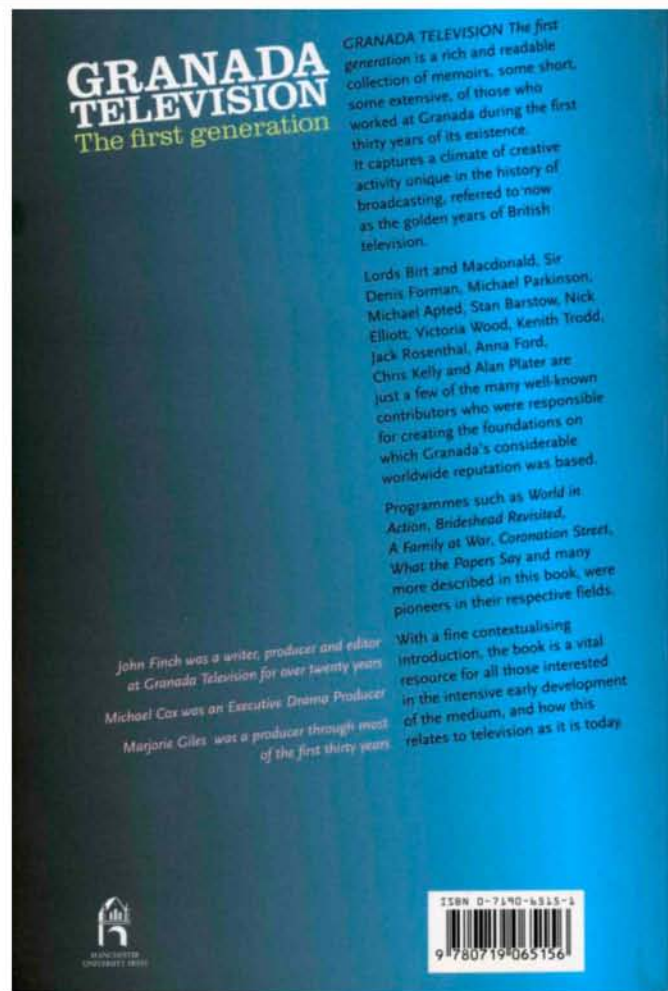 GRANADA
TELEVISION
The first generation
GRANADA TELEVISION The first
generation is a rich and readable
collection of memoirs, some short,
some extensive, of those who
worked at Granada during the first
thirty years of its existence.
It captures a climate of creative
activity unique in the history of
broadcasting, referred to now
as the golden years of British
television.
Lords Birt and Macdonald, Sir
Denis Forman, Michael Parkinson,
Michael Apted, Stan Barstow, Nick
Elliott, Victoria Wood, Kenith Trodd,
Jack Rosenthal, Anna Ford,
Chris Kelly and Alan Plater are
just a few of the many well-known
contributors who were responsible
for creating the foundations on
which Granada's considerable
worldwide reputation was based.
Programmes such as World in
Action, Brideshead Revisited,
A Family at War, Coronation Street,
What the Papers Say and many
more described in this book, were
pioneers in their respective fields.
With a fine contextualising
introduction, the book is a vital
resource for all those interested
in the intensive early development
of the medium, and how this
relates to television as it is today
John Finch was a writer, producer and editor
at Granada Television for over twenty years
Michael Cox was an Executive Drama Producer
Marjorie Giles was a producer through most
of the first thirty years
MANCHESTER
UNIVERSITY PRESS
ISBN 0-7190-6515-1
9 780719 065156